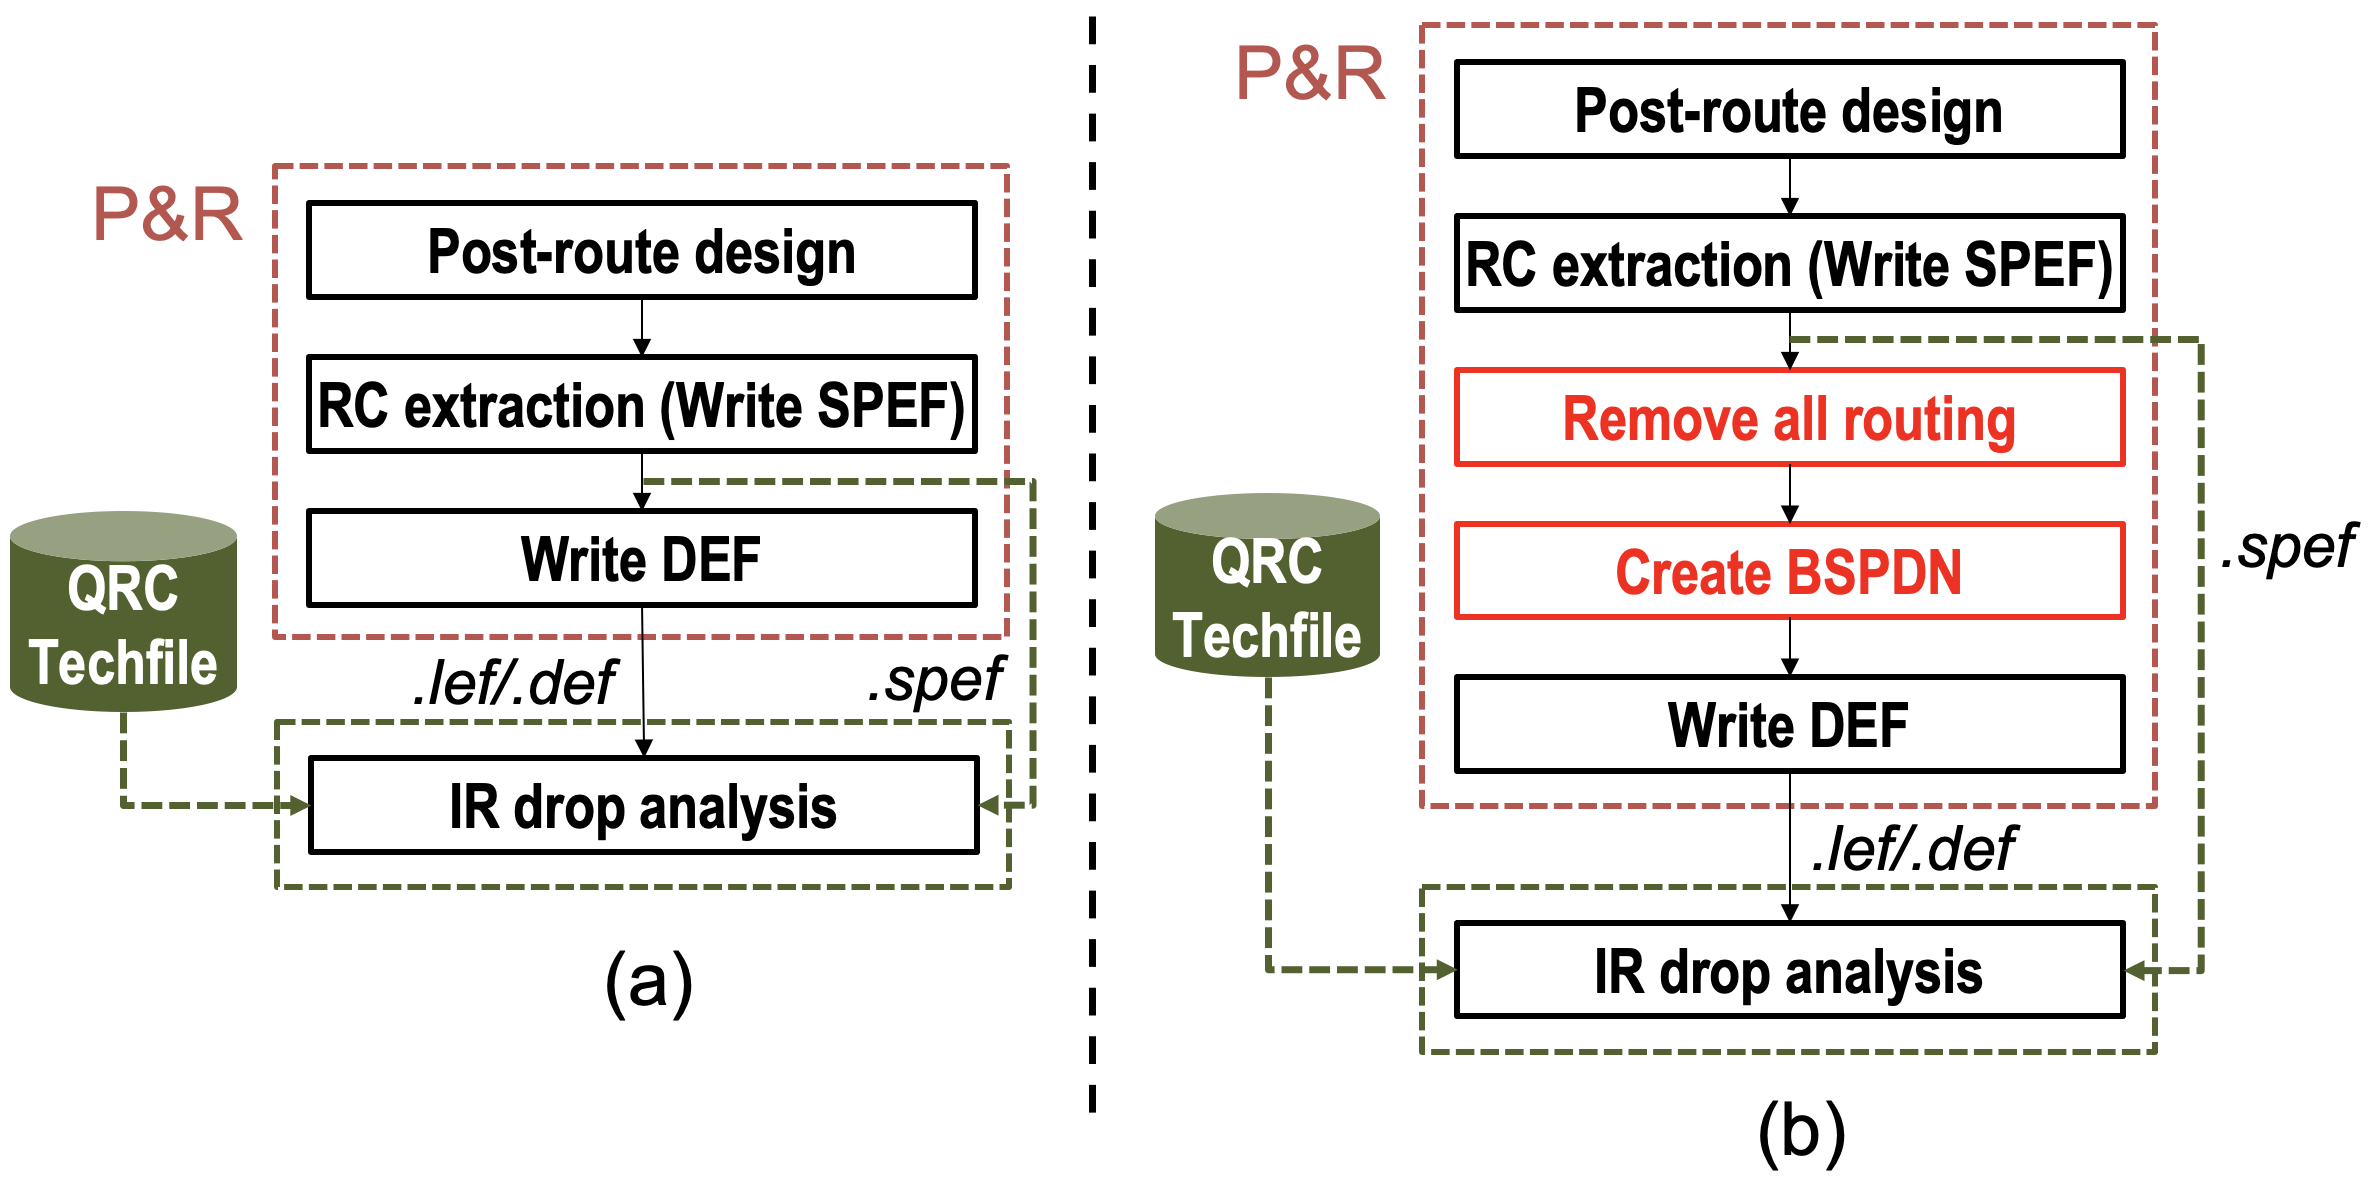 P&R
Post-route design
RC extraction (Write SPEF)
Write DEF
QRC
Techfile
.lef/.def
.spef
IR drop analysis
(a)
P&R
Post-route design
RC extraction (Write SPEF)
Remove all routing
Create BSPDN
Write DEF
QRC
Techfile
.spef
.lef/.def
IR drop analysis
(b)